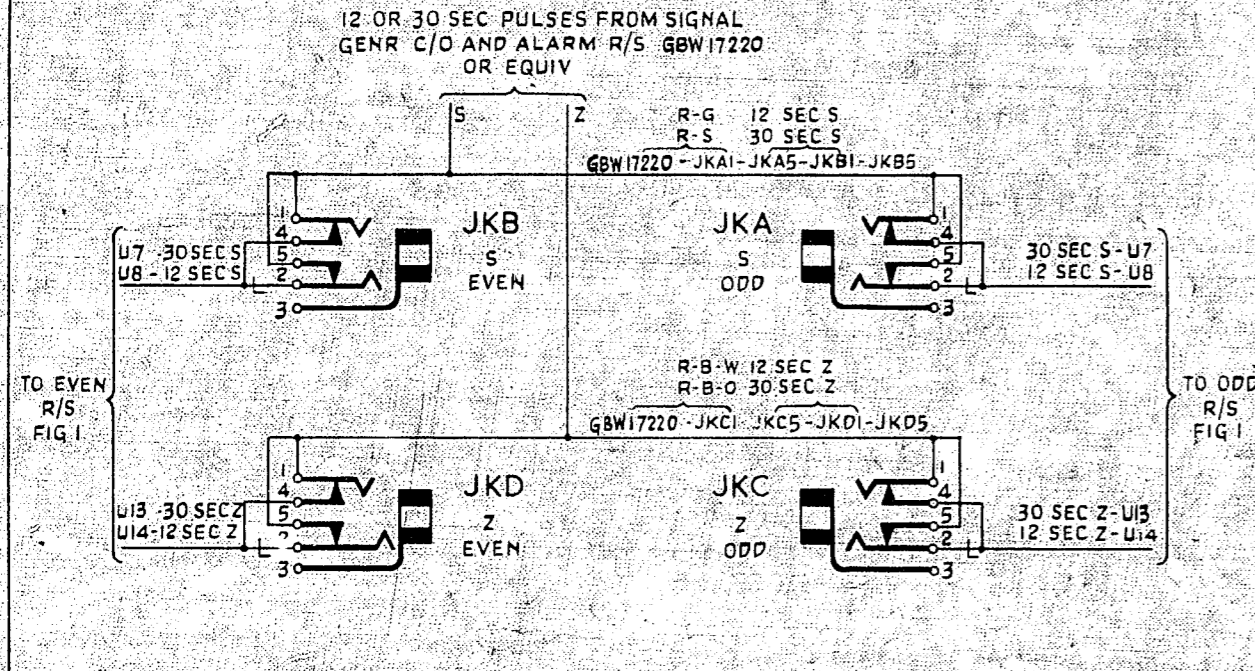 12 OR 30 SEC PULSES FROM SIGNAL
GENR C/O AND ALARM R/S GBW17220
OR EQUIV
S
Z
R-G 12 SEC S
R-S 30 SEC S
GBW17220-JKA1-JKA5-JKB1-JKB5
1
4
5
2
3
JKB
S
EVEN
U7-30SEC S
U8-12 SEC S
L
JKA
S
ODD
1
4
5
2
3
L
30 SEC S-U7
12 SEC S-U8
TO EVEN
R/S
FIG 1
TO ODD
R/S
FIG 1
R-B-W 12 SEC Z
R-B-O 30 SEC Z
GBW17220-JKC1 JKC5-JKD1-JKD5
1
4
5
2
3
JKD
Z
EVEN
U13-30SEC Z
U14-12 SEC Z
L
JKC
Z
ODD
1
4
5
2
3
L
30 SEC Z-U13
12 SEC Z-U14